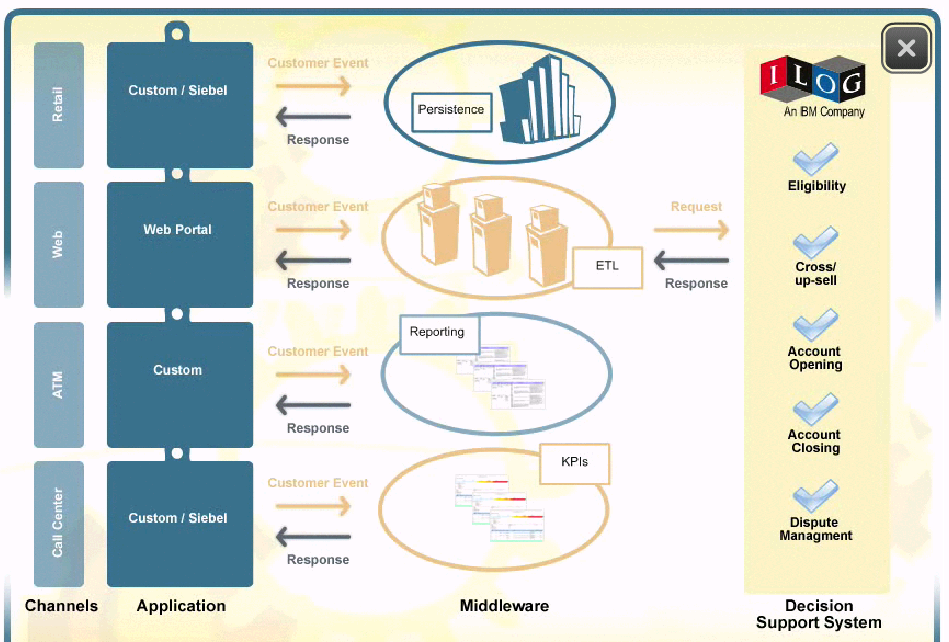 Retail
Custom / Siebel
Customer Event
Response
Persistence
ILOG
An IBM Company
Eligibility
Web
Web Portal
Customer Event
Response
ETL
Request
Response
Cross/
up-sell
ATM
Custom
Customer Event
Response
Reporting
Account
Opening
Account
Closing
Call Center
Custom / Siebel
Customer Event
Response
KPIs
Dispute
Managment
Channels
Application
Middleware
Decision
Support System